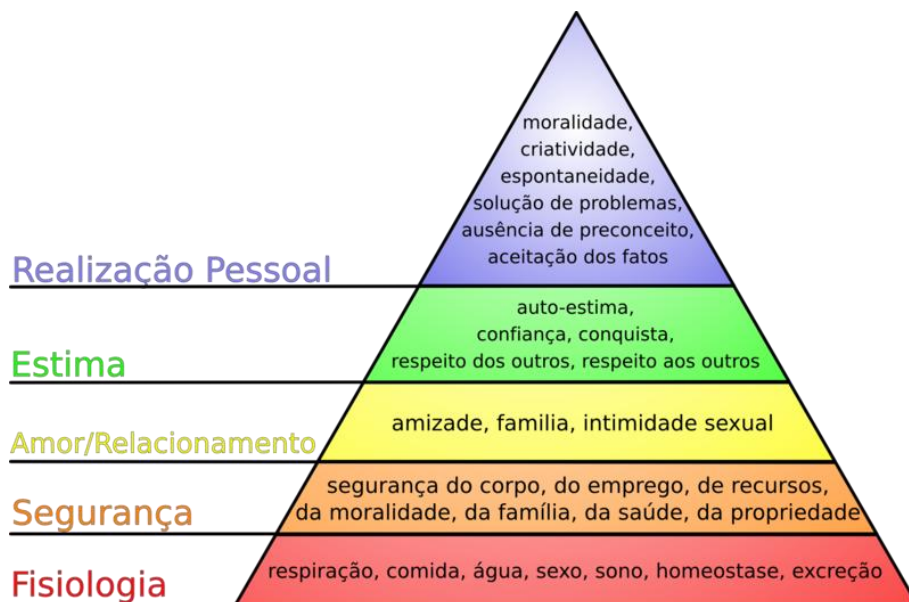 moralidade,
criatividade,
espontaneidade,
solução de problemas,
ausência de preconceito,
aceitação dos fatos
Realização Pessoal
auto-estima,
confiança, conquista,
respeito dos outros, respeito aos outros
Estima
amizade, familia, intimidade sexual
Amor/Relacionamento
segurança do corpo, do emprego, de recursos,
da moralidade, da família, da saúde, da propriedade
Segurança
respiração, comida, água, sexo, sono, homeostase, excreção
Fisiologia